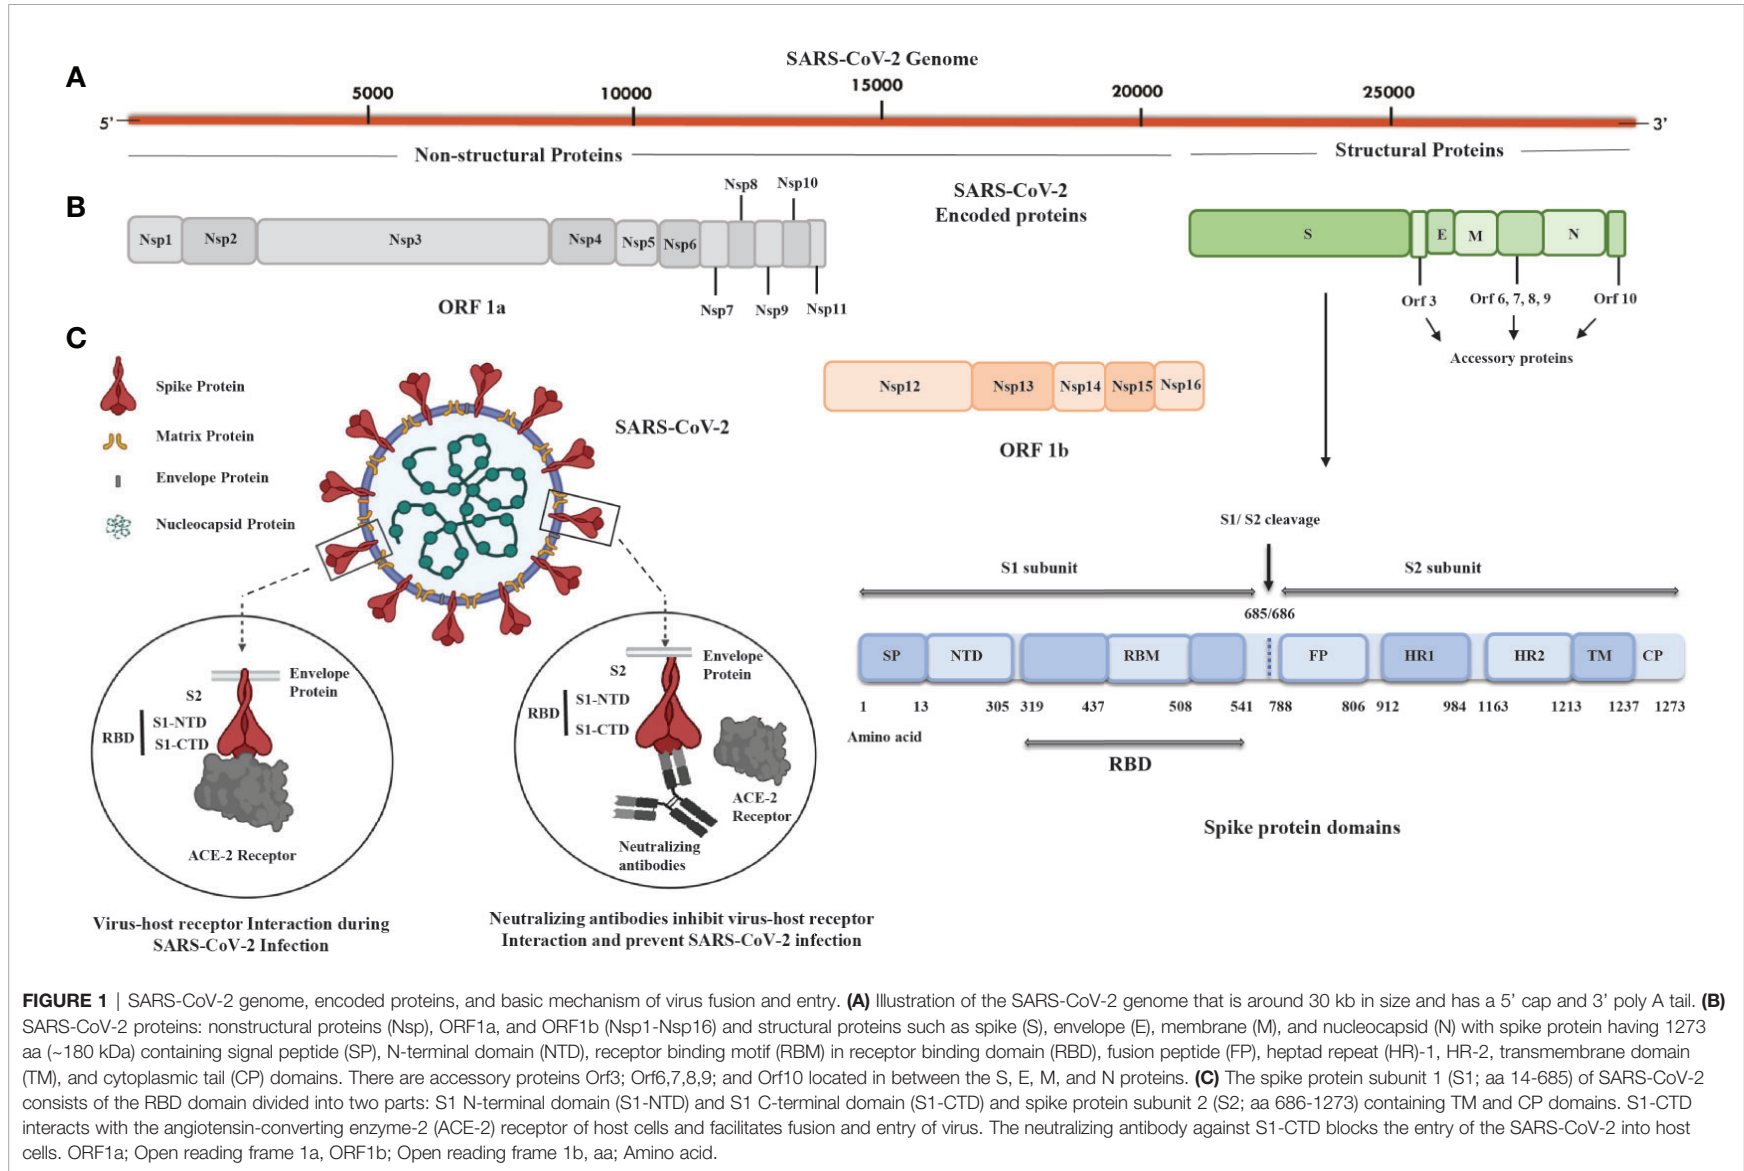 SARS-CoV-2 Genome
(A)
5000
10000
15000
20000
25000
5’
3’
Non-structural Proteins
Structural Proteins
B
SARS-CoV-2
Encoded proteins
Nsp8
Nsp10
Nsp1
Nsp2
Nsp3
Nsp4
Nsp5
Nsp6
Nsp7
Nsp9
Nsp11
ORF 1a
S
E
M
N
Orf 3
Orf 6, 7, 8, 9
Orf 10
Accessory proteins
Nsp12
Nsp13
Nsp14
Nsp15
Nsp16
ORF 1b
C
Spike Protein
Matrix Protein
Envelope Protein
Nucleocapsid Protein
SARS-CoV-2
S2
Envelope
Protein
RBD
S1-NTD
S1-CTD
ACE-2 Receptor
Virus-host receptor Interaction during
SARS-CoV-2 Infection
S2
Envelope
Protein
RBD
S1-NTD
S1-CTD
ACE-2
Receptor
Neutralizing
antibodies
Neutralizing antibodies inhibit virus-host receptor
Interaction and prevent SARS-CoV-2 infection
S1/ S2 cleavage
S1 subunit
S2 subunit
685/686
SP
NTD
RBM
FP
HR1
HR2
TM
CP
1 13 305 319 437 508 541 788 806 912 984 1163 1213 1237 1273
Amino acid
RBD
Spike protein domains
FIGURE 1 | SARS-CoV-2 genome, encoded proteins, and basic mechanism of virus fusion and entry. (A) Illustration of the SARS-CoV-2 genome that is around 30 kb in size and has a 5’ cap and 3’ poly A tail. (B)
SARS-CoV-2 proteins: nonstructural proteins (Nsp), ORF1a, and ORF1b (Nsp1-Nsp16) and structural proteins such as spike (S), envelope (E), membrane (M), and nucleocapsid (N) with spike protein having 1273
aa (~180 kDa) containing signal peptide (SP), N-terminal domain (NTD), receptor binding motif (RBM) in receptor binding domain (RBD), fusion peptide (FP), heptad repeat (HR)-1, HR-2, transmembrane domain
(TM), and cytoplasmic tail (CP) domains. There are accessory proteins Orf3; Orf6,7,8,9; and Orf10 located in between the S, E, M, and N proteins. (C) The spike protein subunit 1 (S1; aa 14-685) of SARS-CoV-2
consists of the RBD domain divided into two parts: S1 N-terminal domain (S1-NTD) and S1 C-terminal domain (S1-CTD) and spike protein subunit 2 (S2; aa 686-1273) containing TM and CP domains. S1-CTD
interacts with the angiotensin-converting enzyme-2 (ACE-2) receptor of host cells and facilitates fusion and entry of virus. The neutralizing antibody against S1-CTD blocks the entry of the SARS-CoV-2 into host
cells. ORF1a; Open reading frame 1a, ORF1b; Open reading frame 1b, aa; Amino acid.